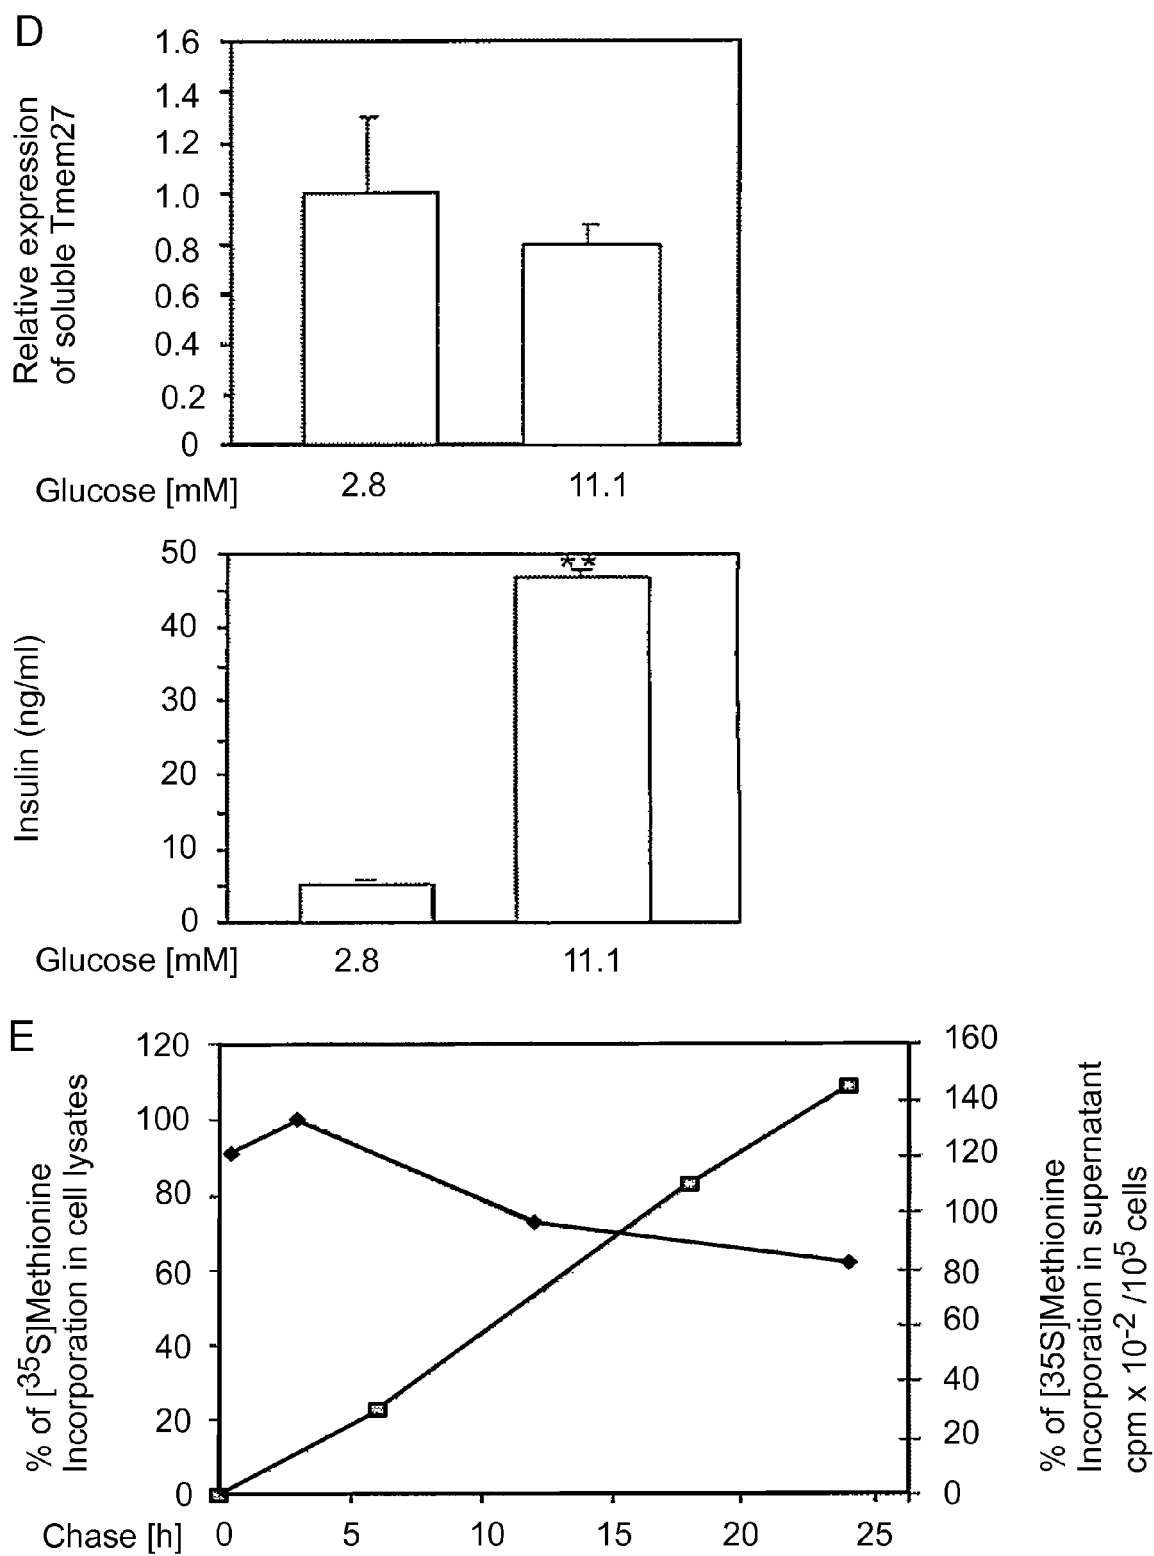 D
1.6
1.4
1.2
1.0
0.8
0.6
0.4
0.2
0
Relative expression
of soluble Tmem27
Glucose [mM] 2.8 11.1
50
40
30
20
10
0
Insulin (ng/ml)
**
Glucose [mM] 2.8 11.1
E
120
100
80
60
40
20
0
% of [³⁵S]Methionine
Incorporation in cell lysates
160
140
120
100
80
60
40
20
0
% of [35S]Methionine
Incorporation in supernatant
cpm x 10⁻² /10⁵ cells
Chase [h] 0 5 10 15 20 25